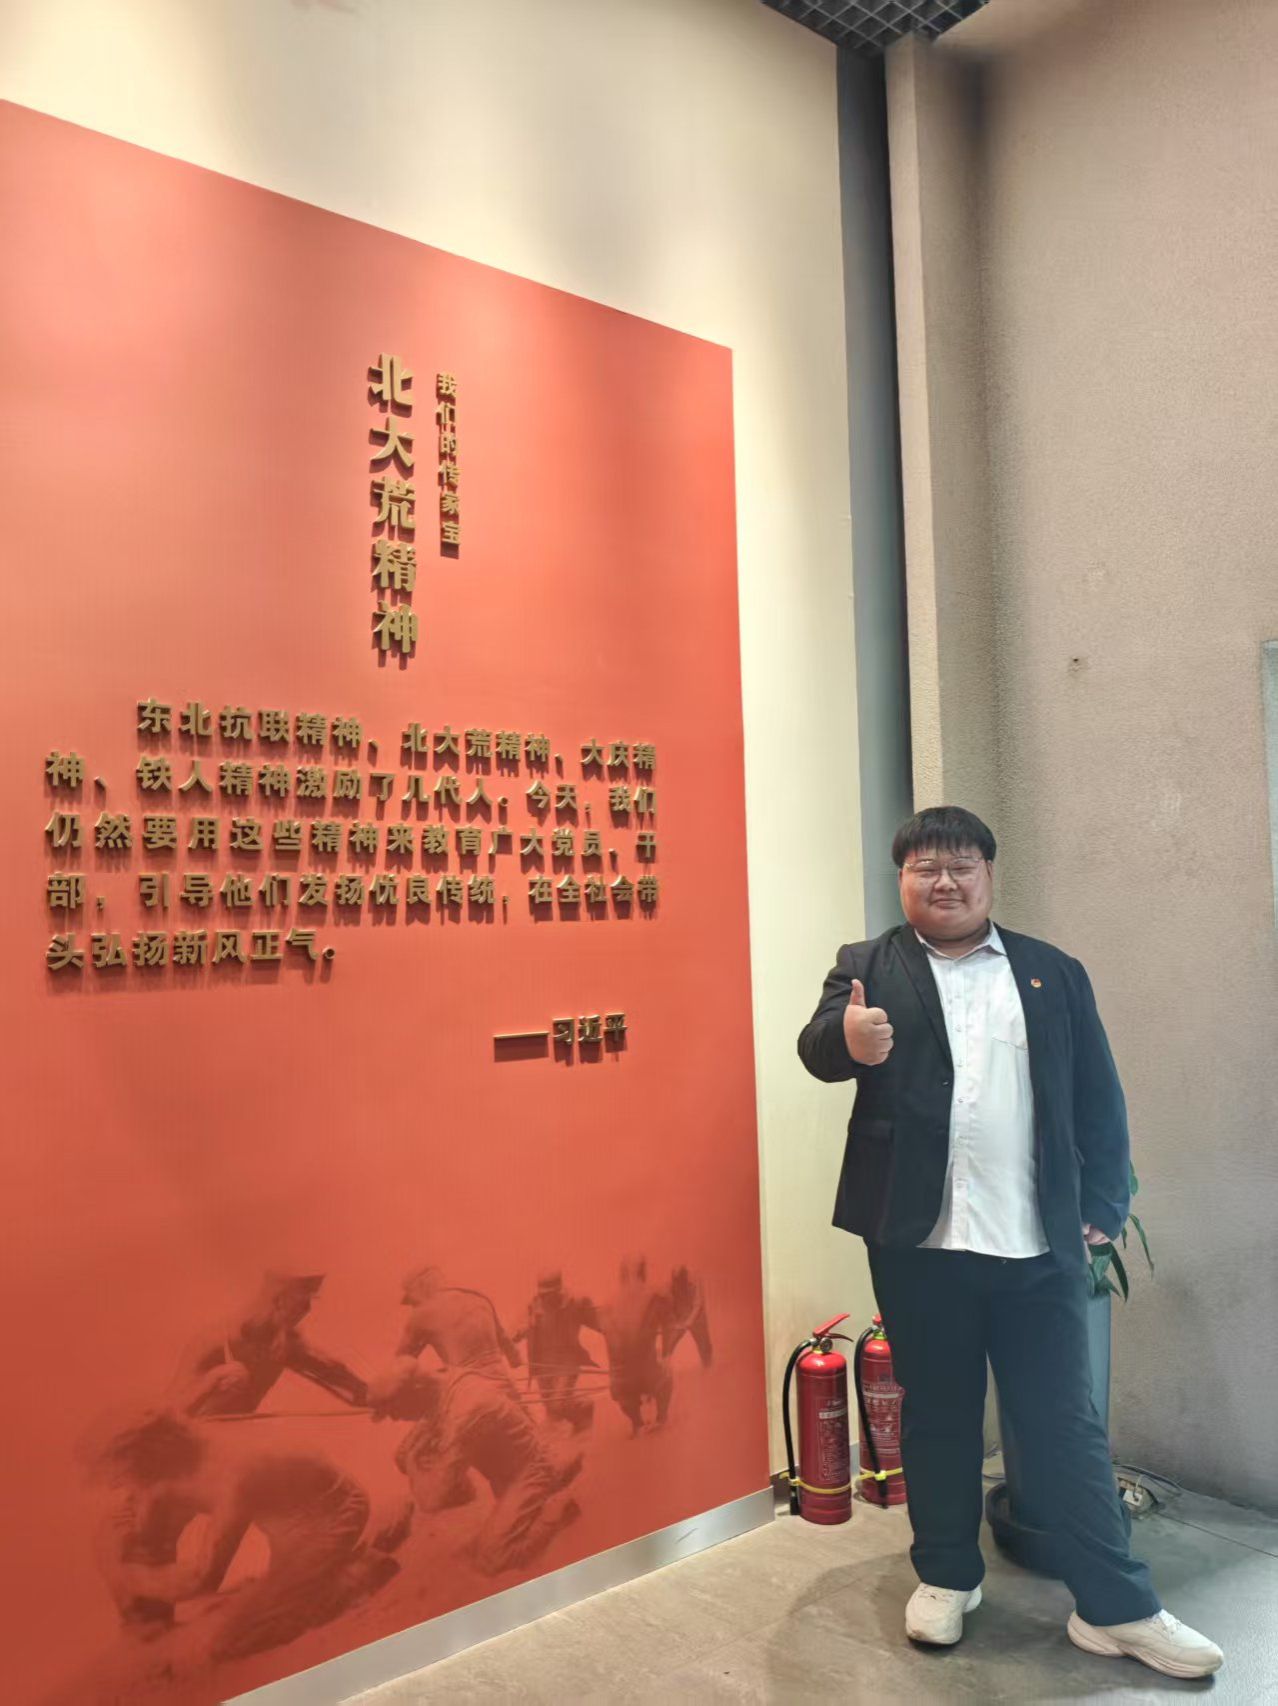 我们的传家宝
北大荒精神
东北抗联精神、北大荒精神、大庆精
神、铁人精神激励了几代人。今天，我们
仍然要用这些精神来教育广大党员、干
部，引导他们发扬优良传统，在全社会带
头弘扬新风正气。
——习近平